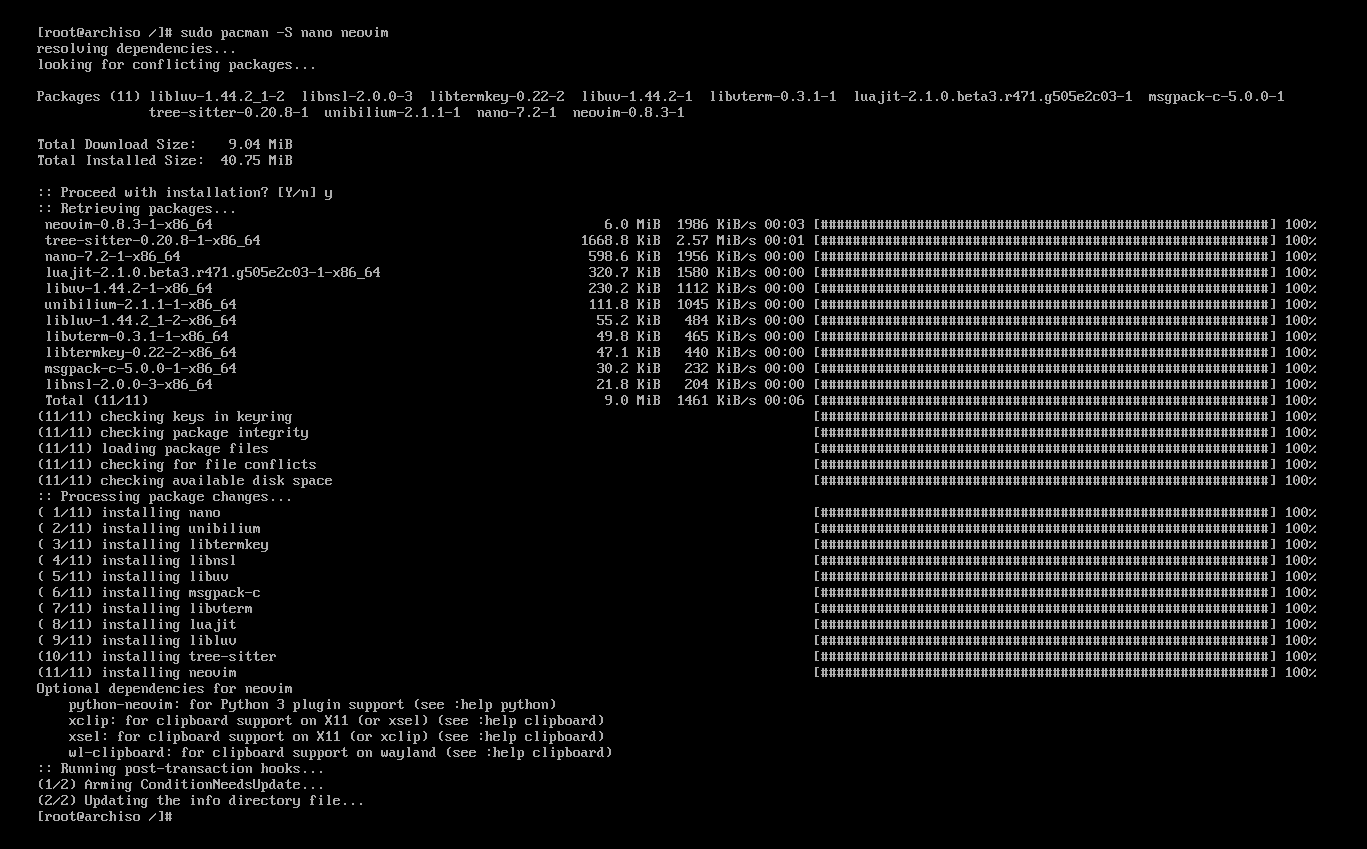 [root@archiso /]# sudo pacman -S nano neovim
resolving dependencies...
looking for conflicting packages...
Packages (11) libluv-1.44.2_1-2  libnsl-2.0.0-3  libtermkey-0.22-2  libuv-1.44.2-1  libvterm-0.3.1-1  luajit-2.1.0.beta3.r471.g505e2c03-1  msgpack-c-5.0.0-1
tree-sitter-0.20.8-1  unibilium-2.1.1-1  nano-7.2-1  neovim-0.8.3-1
Total Download Size:    9.04 MiB
Total Installed Size:  40.75 MiB
:: Proceed with installation? [Y/n] y
:: Retrieving packages...
neovim-0.8.3-1-x86_64 6.0 MiB  1986 KiB/s 00:03 [########################################################] 100%
tree-sitter-0.20.8-1-x86_64 1668.8 KiB  2.57 MiB/s 00:01 [########################################################] 100%
nano-7.2-1-x86_64 598.6 KiB  1956 KiB/s 00:00 [########################################################] 100%
luajit-2.1.0.beta3.r471.g505e2c03-1-x86_64 320.7 KiB  1580 KiB/s 00:00 [########################################################] 100%
libuv-1.44.2-1-x86_64 230.2 KiB  1112 KiB/s 00:00 [########################################################] 100%
unibilium-2.1.1-1-x86_64 111.8 KiB  1045 KiB/s 00:00 [########################################################] 100%
libluv-1.44.2_1-2-x86_64 55.2 KiB   484 KiB/s 00:00 [########################################################] 100%
libvterm-0.3.1-1-x86_64 49.8 KiB   465 KiB/s 00:00 [########################################################] 100%
libtermkey-0.22-2-x86_64 47.1 KiB   440 KiB/s 00:00 [########################################################] 100%
msgpack-c-5.0.0-1-x86_64 30.2 KiB   232 KiB/s 00:00 [########################################################] 100%
libnsl-2.0.0-3-x86_64 21.8 KiB   204 KiB/s 00:00 [########################################################] 100%
Total (11/11) 9.0 MiB  1461 KiB/s 00:06 [########################################################] 100%
(11/11) checking keys in keyring [########################################################] 100%
(11/11) checking package integrity [########################################################] 100%
(11/11) loading package files [########################################################] 100%
(11/11) checking for file conflicts [########################################################] 100%
(11/11) checking available disk space [########################################################] 100%
:: Processing package changes...
( 1/11) installing nano [########################################################] 100%
( 2/11) installing unibilium [########################################################] 100%
( 3/11) installing libtermkey [########################################################] 100%
( 4/11) installing libnsl [########################################################] 100%
( 5/11) installing libuv [########################################################] 100%
( 6/11) installing msgpack-c [########################################################] 100%
( 7/11) installing libvterm [########################################################] 100%
( 8/11) installing luajit [########################################################] 100%
( 9/11) installing libluv [########################################################] 100%
(10/11) installing tree-sitter [########################################################] 100%
(11/11) installing neovim [########################################################] 100%
Optional dependencies for neovim
python-neovim: for Python 3 plugin support (see :help python)
xclip: for clipboard support on X11 (or xsel) (see :help clipboard)
xsel: for clipboard support on X11 (or xclip) (see :help clipboard)
wl-clipboard: for clipboard support on wayland (see :help clipboard)
:: Running post-transaction hooks...
(1/2) Arming ConditionNeedsUpdate...
(2/2) Updating the info directory file...
[root@archiso /]#